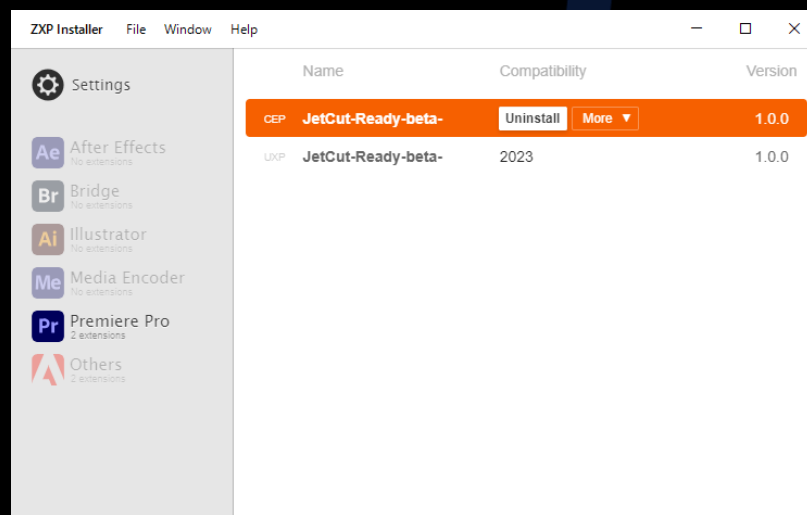 ZXP Installer File Window Help
Settings
Ae After Effects
No extensions
Br Bridge
No extensions
Ai Illustrator
No extensions
Me Media Encoder
No extensions
Pr Premiere Pro
2 extensions
Others
2 extensions
Name Compatibility Version
CEP JetCut-Ready-beta- Uninstall More ▼ 1.0.0
UXP JetCut-Ready-beta- 2023 1.0.0